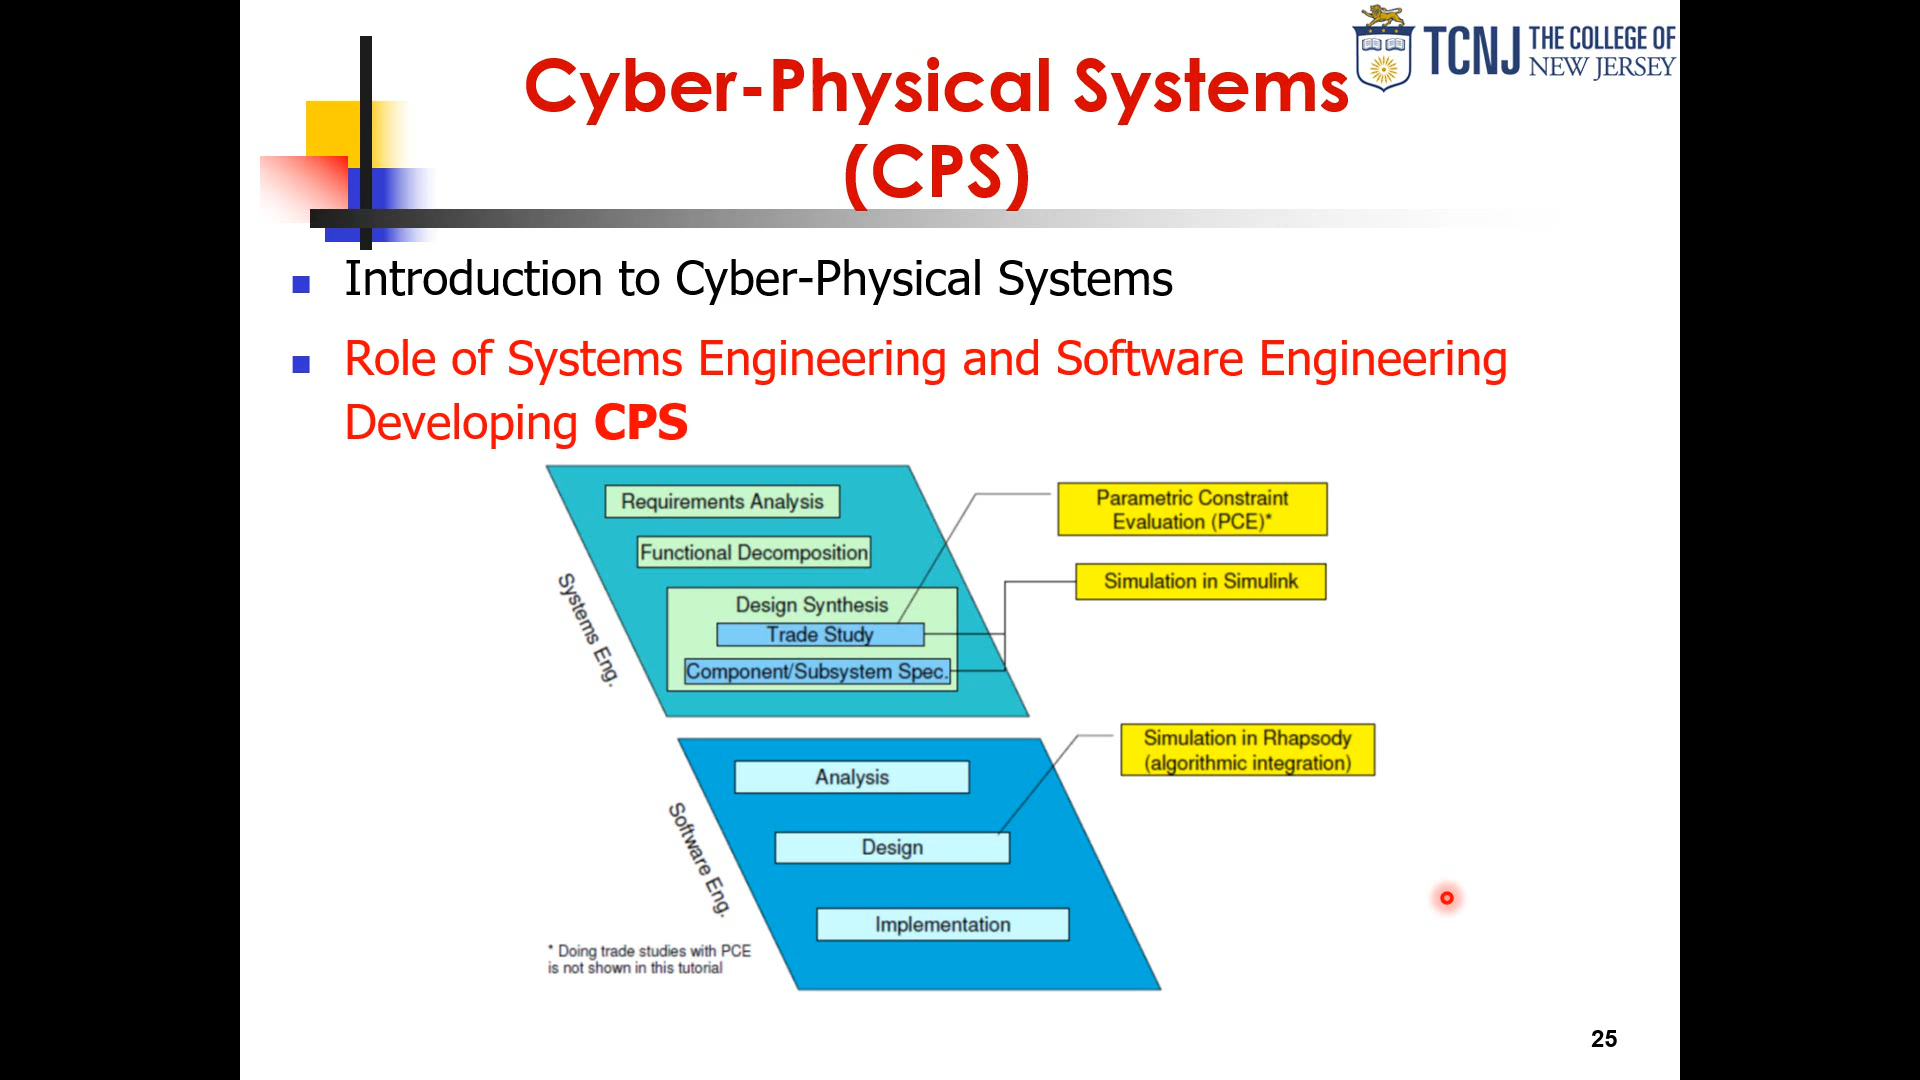 TCNJ THE COLLEGE OF
NEW JERSEY
Cyber-Physical Systems
(CPS)
Introduction to Cyber-Physical Systems
Role of Systems Engineering and Software Engineering
Developing CPS
Requirements Analysis
Functional Decomposition
Design Synthesis
Trade Study
Component/Subsystem Spec.
Systems Eng.
Parametric Constraint
Evaluation (PCE)*
Simulation in Simulink
Simulation in Rhapsody
(algorithmic integration)
Analysis
Design
Implementation
Software Eng.
* Doing trade studies with PCE
is not shown in this tutorial
25